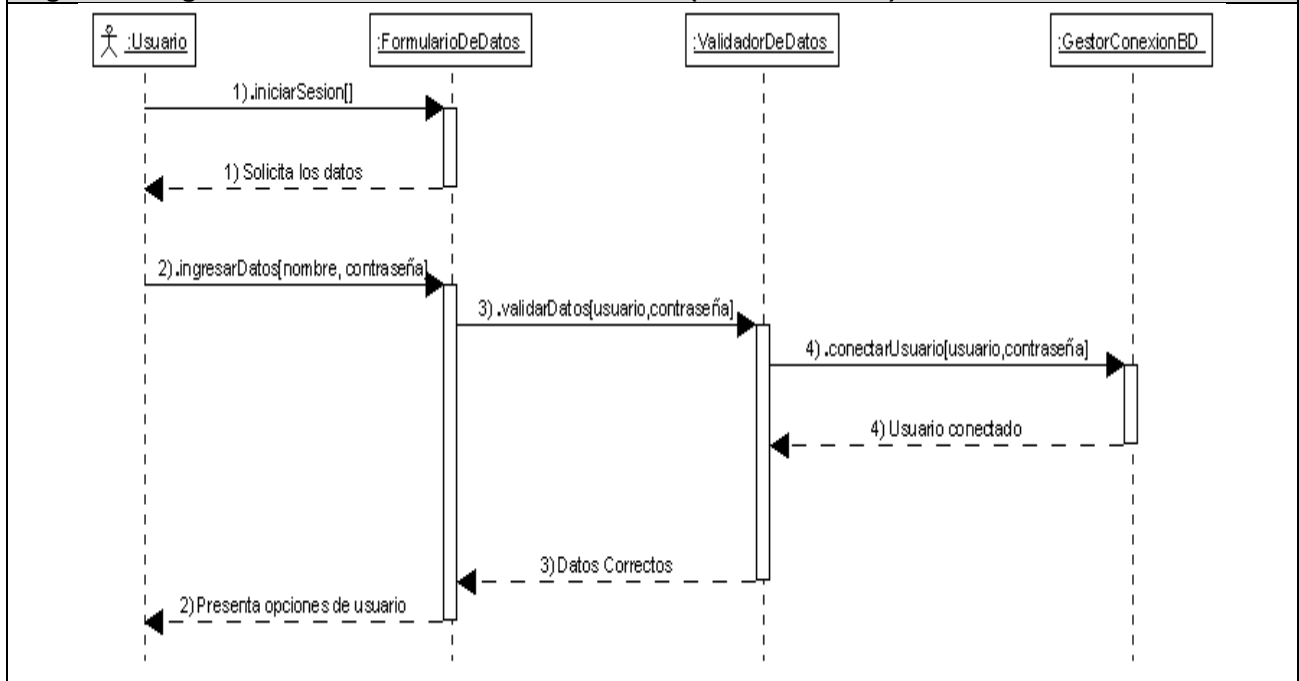 :Usuario
:FormularioDeDatos
:ValidadorDeDatos
:GestorConexionBD
1).iniciarSesion[]
1) Solicita los datos
2).ingresarDatos[nombre, contraseña]
3) .validarDatos[usuario,contraseña]
4) .conectarUsuario[usuario,contraseña]
4) Usuario conectado
3)Datos Correctos
2)Presenta opciones de usuario